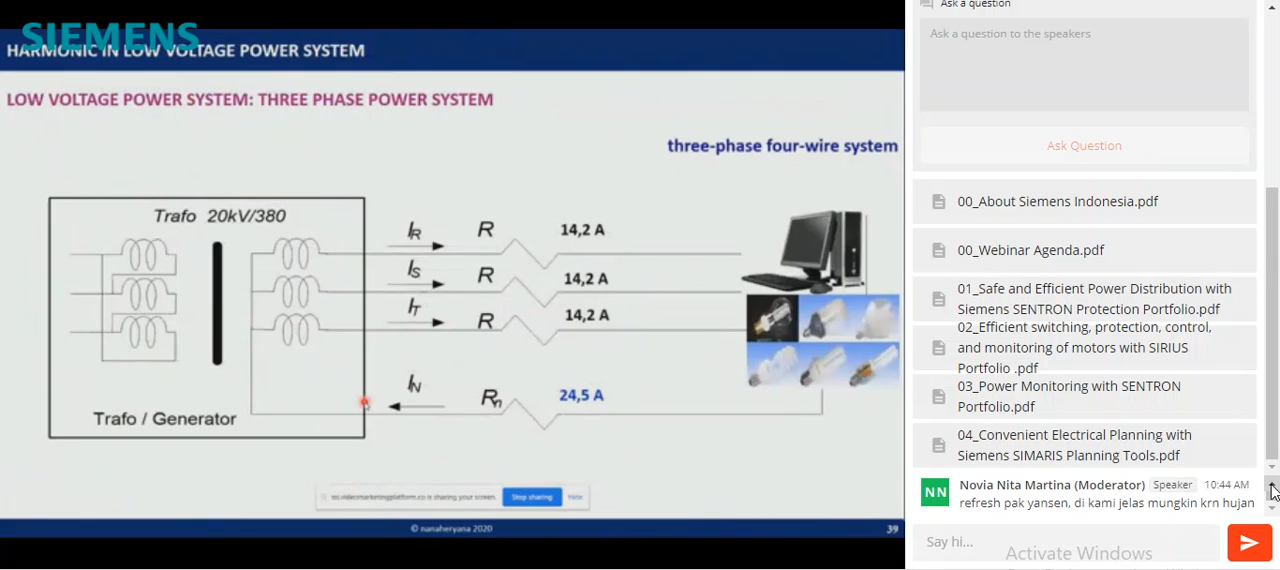 SIEMENS
HARMONIC IN LOW VOLTAGE POWER SYSTEM
LOW VOLTAGE POWER SYSTEM: THREE PHASE POWER SYSTEM
three-phase four-wire system
Trafo 20kV/380
IR R 14,2 A
IS R 14,2 A
IT R 14,2 A
IN Rn 24,5 A
Trafo / Generator
is sharing your screen.
Stop sharing
Hide
© nanaheryana 2020
39
Ask a question
Ask a question to the speakers
Ask Question
00_About Siemens Indonesia.pdf
00_Webinar Agenda.pdf
01_Safe and Efficient Power Distribution with
Siemens SENTRON Protection Portfolio.pdf
02_Efficient switching, protection, control,
and monitoring of motors with SIRIUS
Portfolio .pdf
03_Power Monitoring with SENTRON
Portfolio.pdf
04_Convenient Electrical Planning with
Siemens SIMARIS Planning Tools.pdf
NN
Novia Nita Martina (Moderator) Speaker 10:44 AM
refresh pak yansen, di kami jelas mungkin krn hujan
Say hi...
Activate Windows